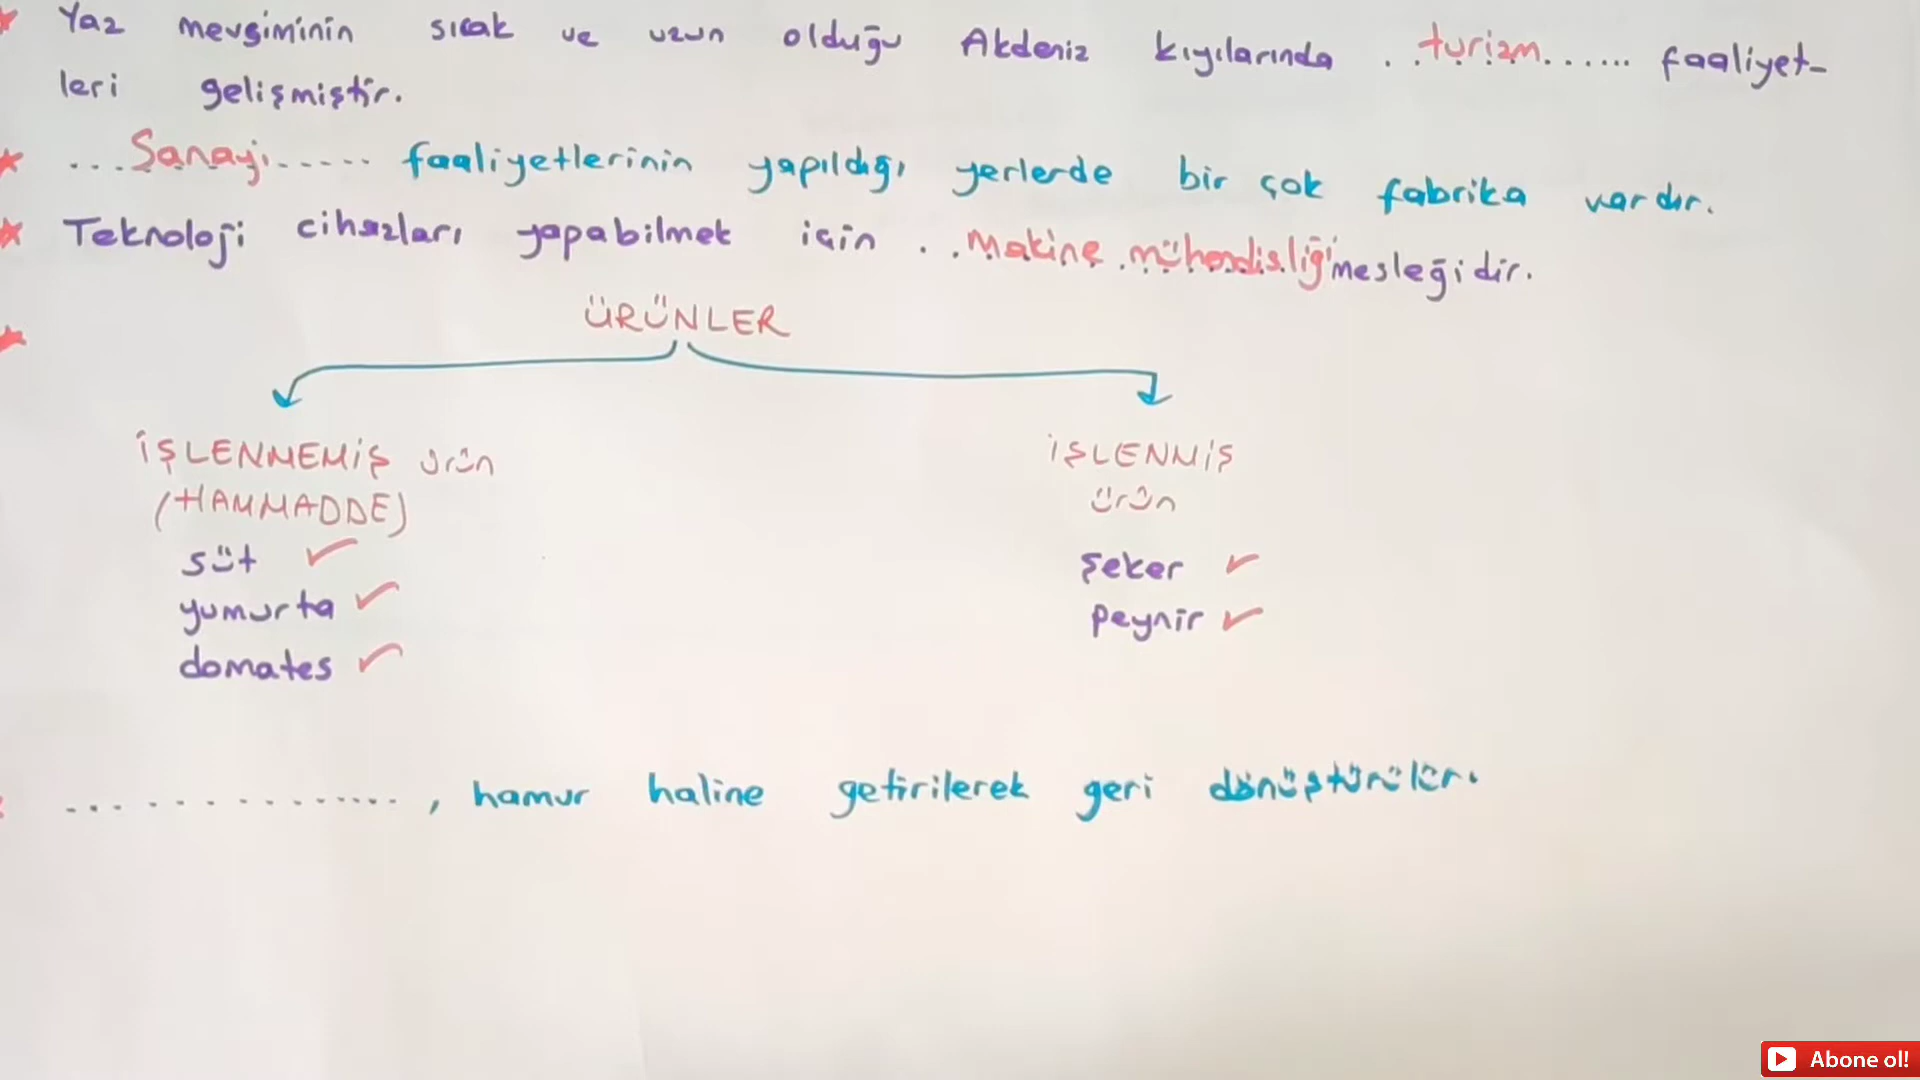 Yaz mevsiminin sıcak ve uzun olduğu Akdeniz kıyılarında ..turizm...... faaliyet-
leri gelişmiştir.
...Sanayi..... faaliyetlerinin yapıldığı yerlerde bir çok fabrika vardır.
Teknoloji cihazları yapabilmek için ..Makine mühendisliği mesleğidir.
ÜRÜNLER
İŞLENMEMİŞ ürün
(HAMMADDE)
süt
yumurta
domates
İŞLENMİŞ
ürün
şeker
peynir
..............., hamur haline getirilerek geri dönüştürülür.
Abone ol!